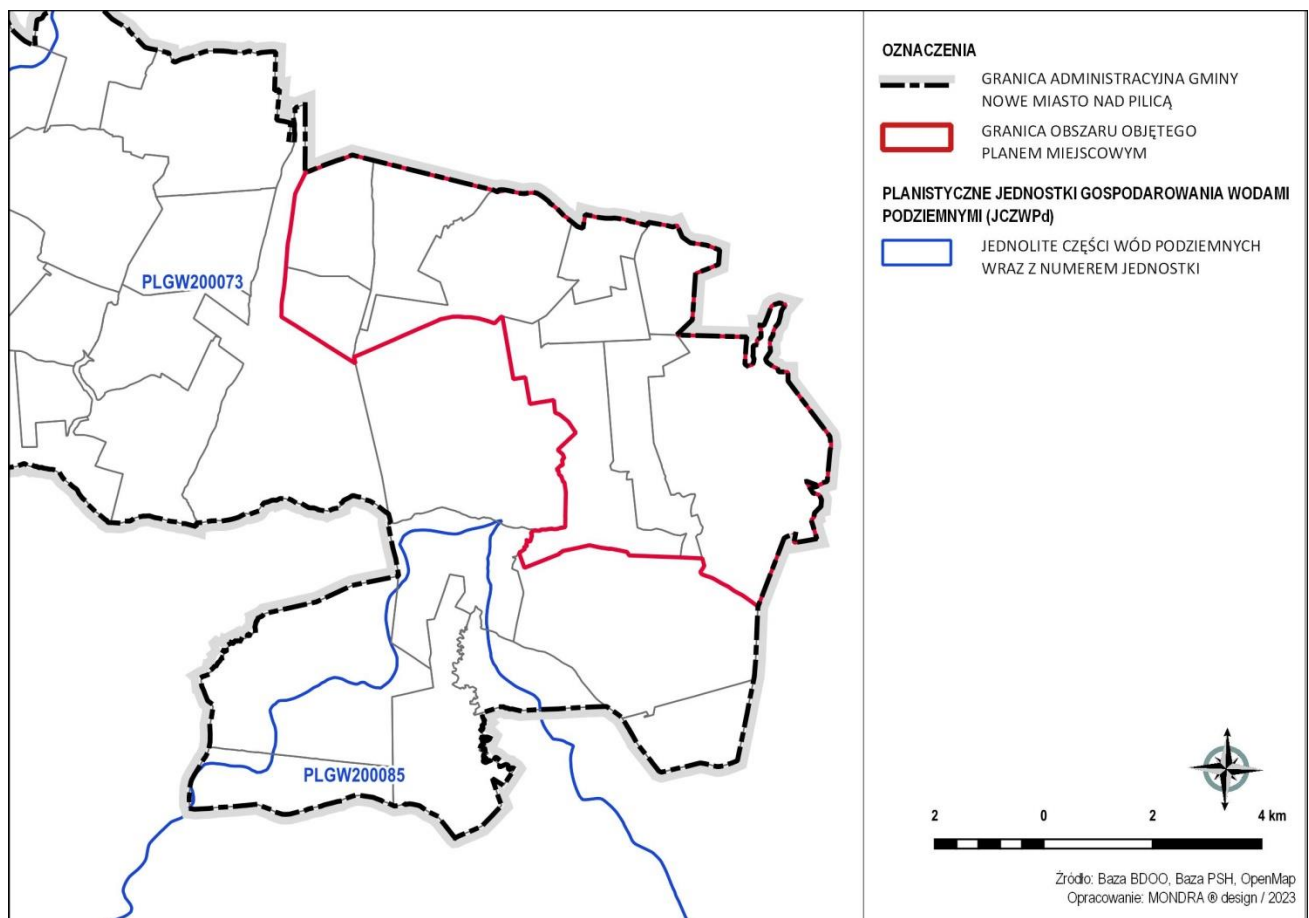 PLGW200073
PLGW200085
OZNACZENIA
GRANICA ADMINISTRACYJNA GMINY
NOWE MIASTO NAD PILICĄ
GRANICA OBSZARU OBJĘTEGO
PLANEM MIEJSCOWYM
PLANISTYCZNE JEDNOSTKI GOSPODAROWANIA WODAMI
PODZIEMNYMI (JCZWPd)
JEDNOLITE CZĘŚCI WÓD PODZIEMNYCH
WRAZ Z NUMEREM JEDNOSTKI
2 0 2 4 km
Źródło: Baza BDOO, Baza PSH, OpenMap
Opracowanie: MONDRA ® design / 2023